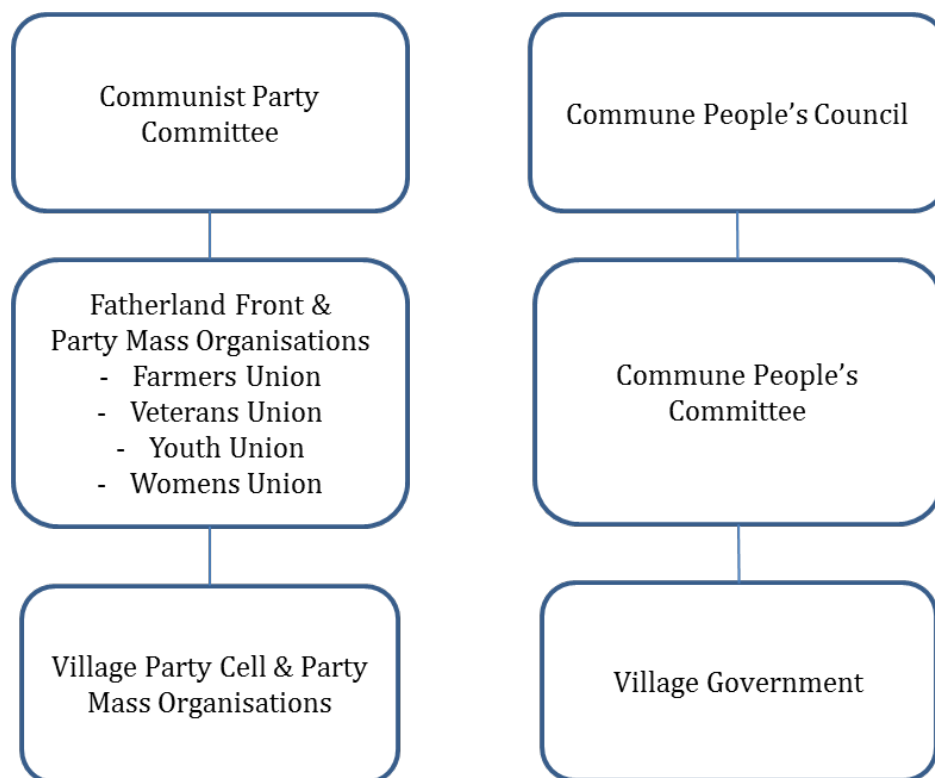 Communist Party
Committee
Commune People’s Council
Fatherland Front &
Party Mass Organisations
- Farmers Union
- Veterans Union
- Youth Union
- Womens Union
Commune People’s
Committee
Village Party Cell & Party
Mass Organisations
Village Government